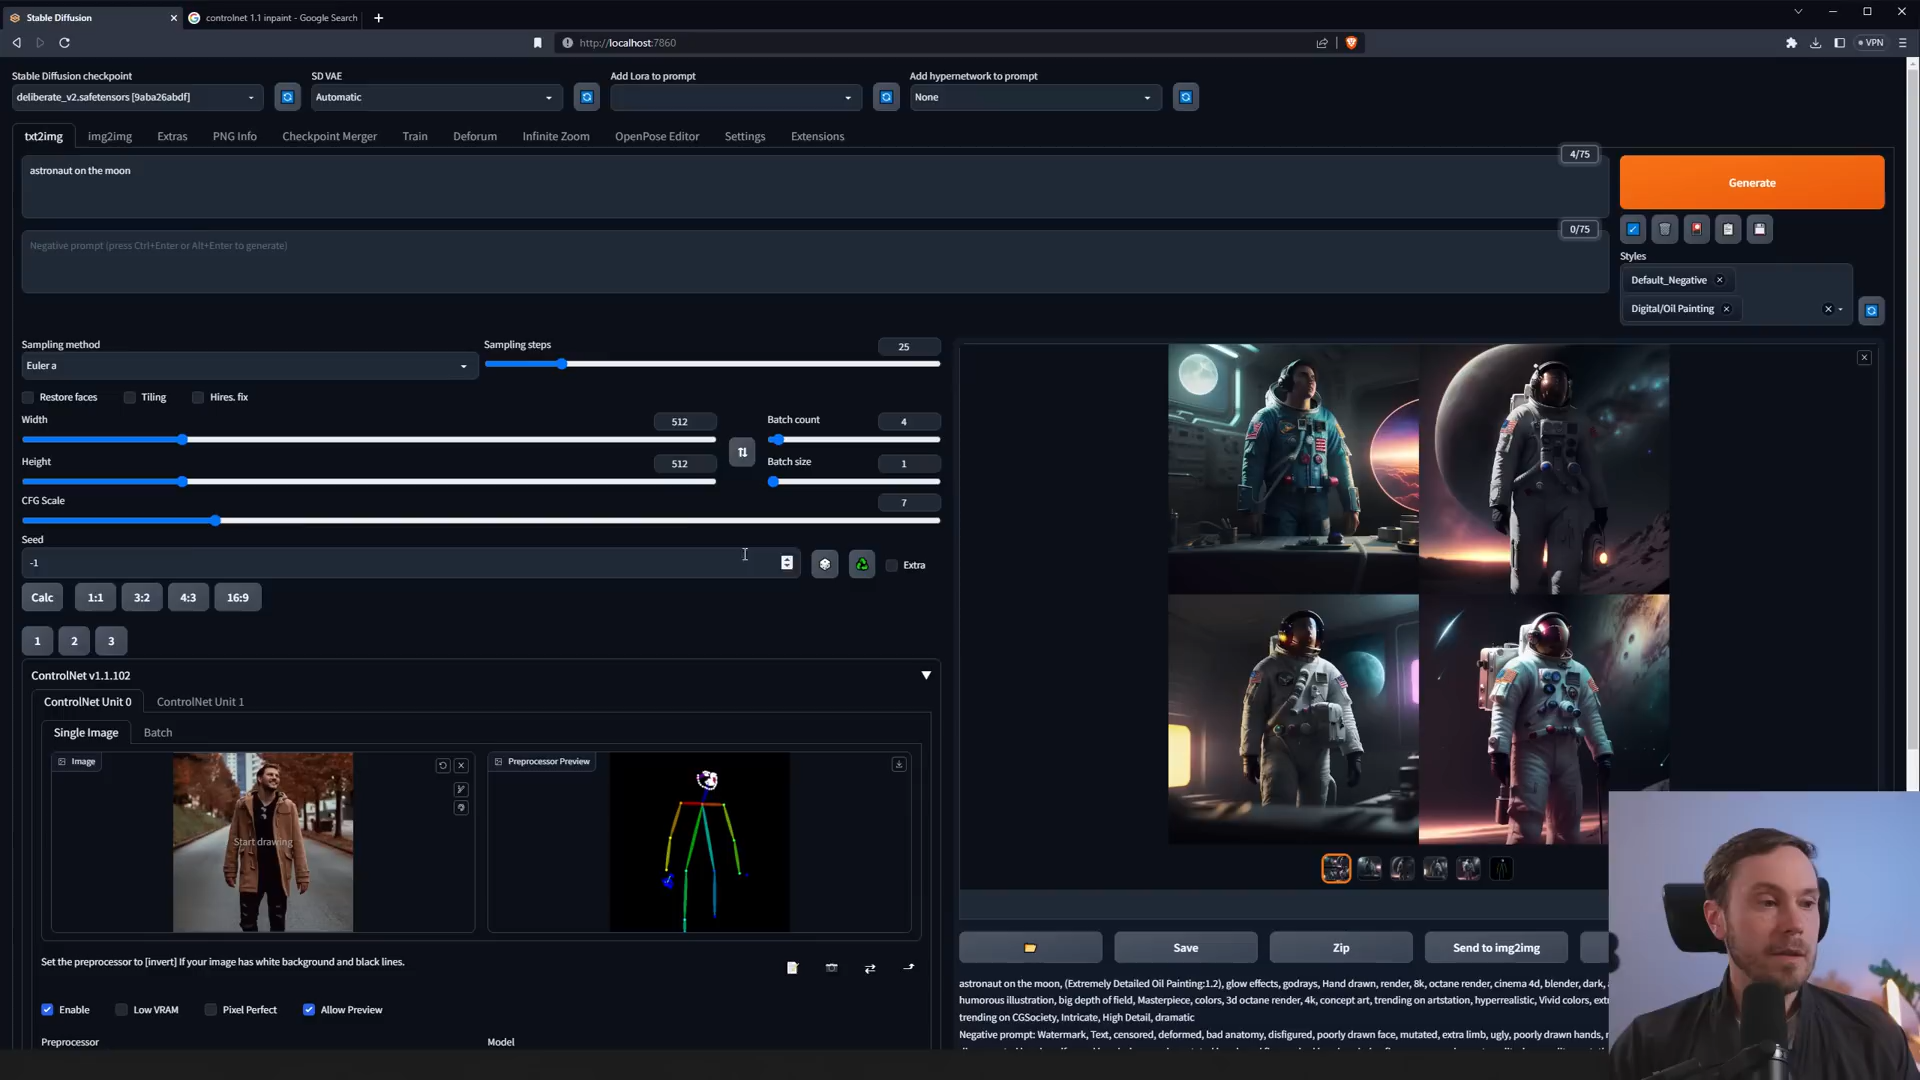 Stable Diffusion
controlnet 1.1 inpaint - Google Search
http://localhost:7860
VPN
Stable Diffusion checkpoint
SD VAE
Add Lora to prompt
Add hypernetwork to prompt
deliberate_v2.safetensors [9aba26abdf]
Automatic
None
txt2img
img2img
Extras
PNG Info
Checkpoint Merger
Train
Deforum
Infinite Zoom
OpenPose Editor
Settings
Extensions
astronaut on the moon
4/75
Generate
Negative prompt (press Ctrl+Enter or Alt+Enter to generate)
0/75
Styles
Default_Negative
Digital/Oil Painting
Sampling method
Sampling steps
25
Euler a
Restore faces
Tiling
Hires. fix
Width
512
Batch count
4
Height
512
Batch size
1
CFG Scale
7
Seed
-1
Extra
Calc
1:1
3:2
4:3
16:9
1
2
3
ControlNet v1.1.102
ControlNet Unit 0
ControlNet Unit 1
Single Image
Batch
Image
Start drawing
Preprocessor Preview
Set the preprocessor to [invert] If your image has white background and black lines.
Enable
Low VRAM
Pixel Perfect
Allow Preview
Preprocessor
Model
Save
Zip
Send to img2img
astronaut on the moon, (Extremely Detailed Oil Painting:1.2), glow effects, godrays, Hand drawn, render, 8k, octane render, cinema 4d, blender, dark,
humorous illustration, big depth of field, Masterpiece, colors, 3d octane render, 4k, concept art, trending on artstation, hyperrealistic, Vivid colors,
trending on CGSociety, Intricate, High Detail, dramatic
Negative prompt: Watermark, Text, censored, deformed, bad anatomy, disfigured, poorly drawn face, mutated, extra limb, ugly, poorly drawn hands,